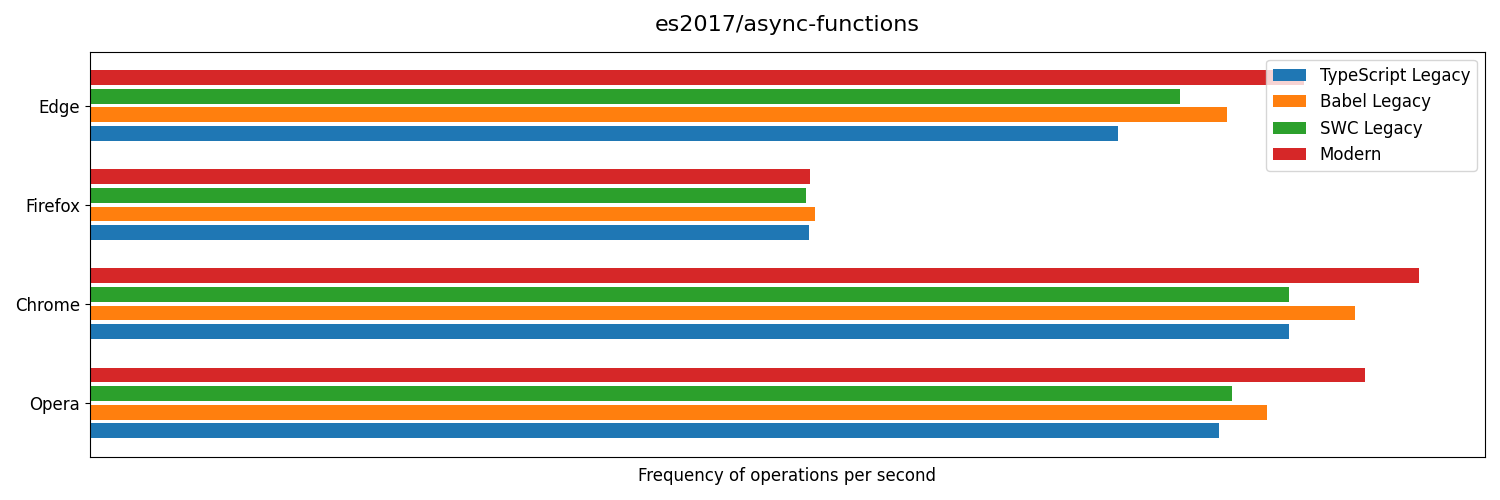 es2017/async-functions
TypeScript Legacy
Babel Legacy
SWC Legacy
Modern
Edge
Firefox
Chrome
Opera
Frequency of operations per second